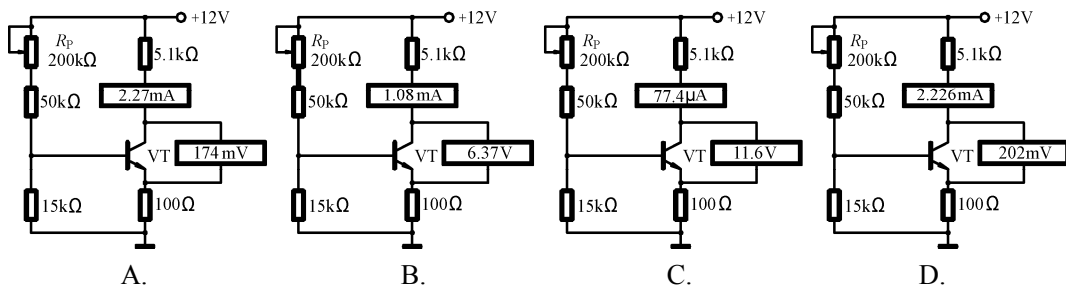 +12V +12V +12V +12V
R_P R_P R_P R_P
200kΩ 5.1kΩ 200kΩ 5.1kΩ 200kΩ 5.1kΩ 200kΩ 5.1kΩ
50kΩ 2.27mA 50kΩ 1.08mA 50kΩ 77.4μA 50kΩ 2.226mA
VT 174mV VT 6.37V VT 11.6V VT 202mV
15kΩ 100Ω 15kΩ 100Ω 15kΩ 100Ω 15kΩ 100Ω
A. B. C. D.